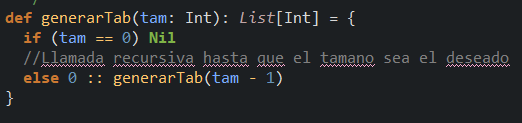 def generarTab(tam: Int): List[Int] = {
if (tam == 0) Nil
//Llamada recursiva hasta que el tamano sea el deseado
else 0 :: generarTab(tam - 1)
}